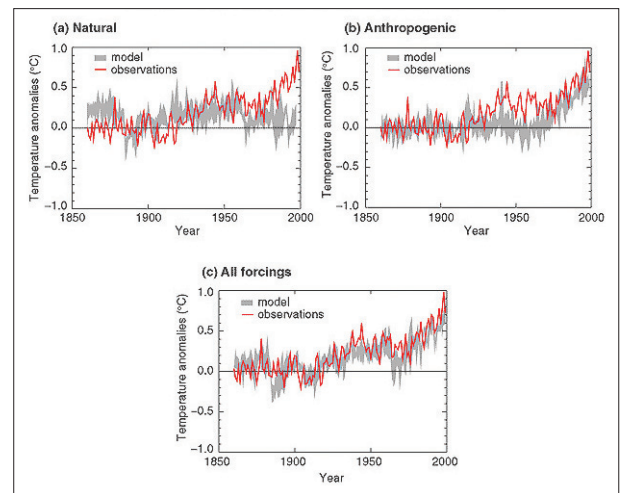 (a) Natural
Temperature anomalies (°C)
1.0
0.5
0.0
−0.5
−1.0
model
observations
1850
1900
1950
2000
Year
(b) Anthropogenic
Temperature anomalies (°C)
1.0
0.5
0.0
−0.5
−1.0
model
observations
1850
1900
1950
2000
Year
(c) All forcings
Temperature anomalies (°C)
1.0
0.5
0.0
−0.5
−1.0
model
observations
1850
1900
1950
2000
Year